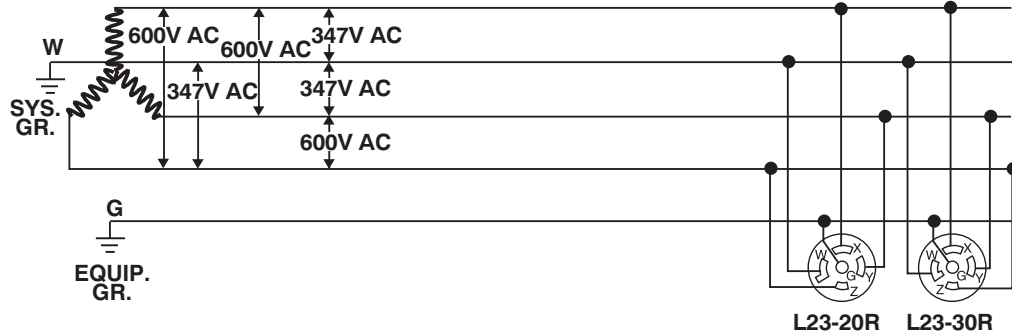 600V AC
600V AC
347V AC
W
347V AC
347V AC
SYS.
GR.
600V AC
G
EQUIP.
GR.
W
X
G
Y
Z
W
X
G
Y
Z
L23-20R
L23-30R